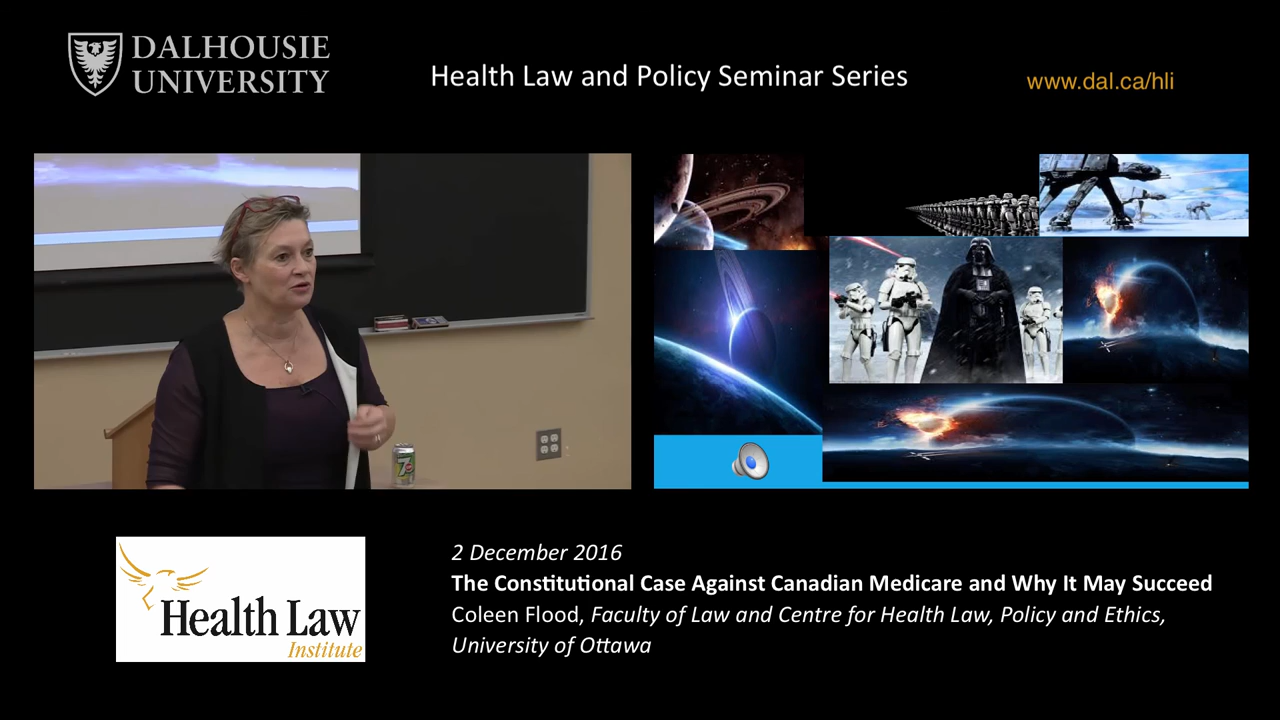 DALHOUSIE
UNIVERSITY
Health Law and Policy Seminar Series
www.dal.ca/hli
7
2 December 2016
The Constitutional Case Against Canadian Medicare and Why It May Succeed
Coleen Flood, Faculty of Law and Centre for Health Law, Policy and Ethics,
University of Ottawa
Health Law
Institute